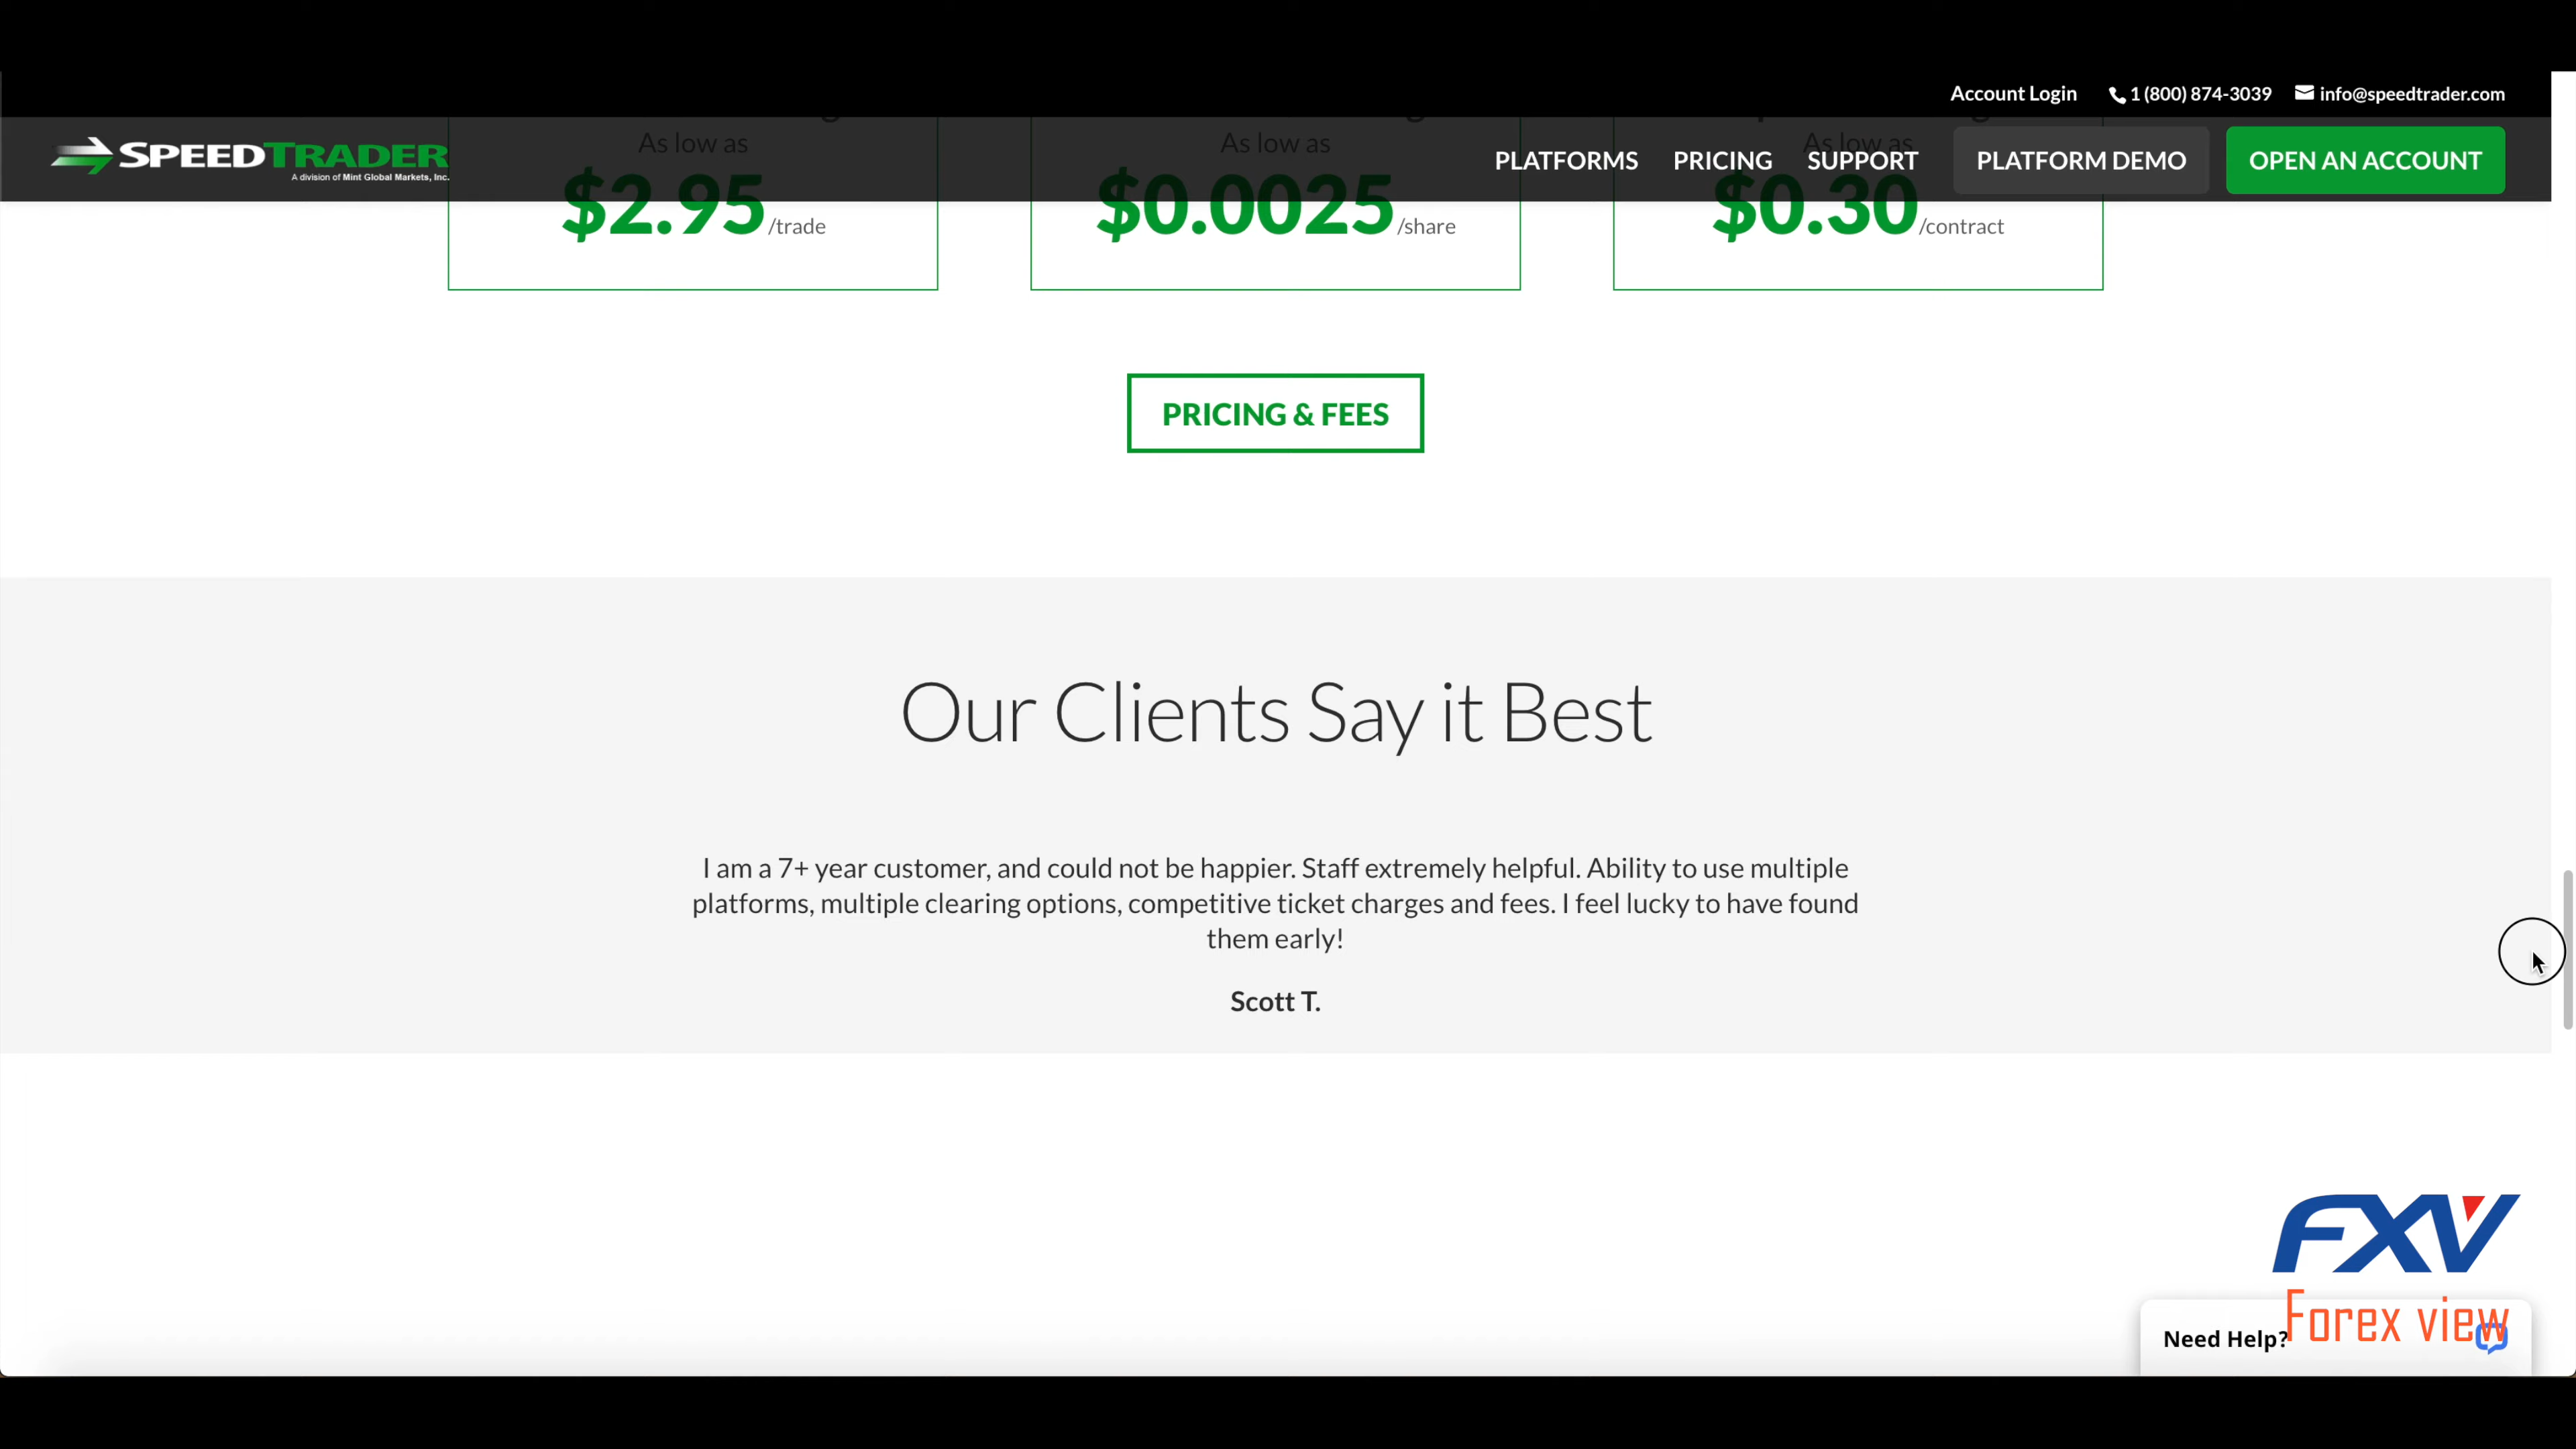 Account Login 1 (800) 874-3039 info@speedtrader.com
SPEEDTRADER
A division of Mint Global Markets, Inc.
PLATFORMS PRICING SUPPORT PLATFORM DEMO OPEN AN ACCOUNT
As low as
$2.95/trade
As low as
$0.0025/share
As low as
$0.30/contract
PRICING & FEES
Our Clients Say it Best
I am a 7+ year customer, and could not be happier. Staff extremely helpful. Ability to use multiple
platforms, multiple clearing options, competitive ticket charges and fees. I feel lucky to have found
them early!
Scott T.
FXV
Forex view
Need Help?